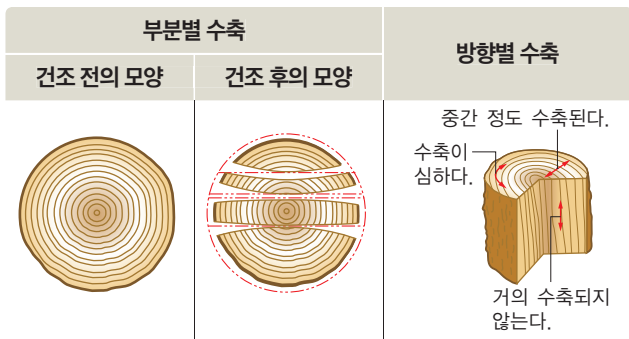 부분별 수축
방향별 수축
건조 전의 모양
건조 후의 모양
중간 정도 수축된다.
수축이
심하다.
거의 수축되지
않는다.